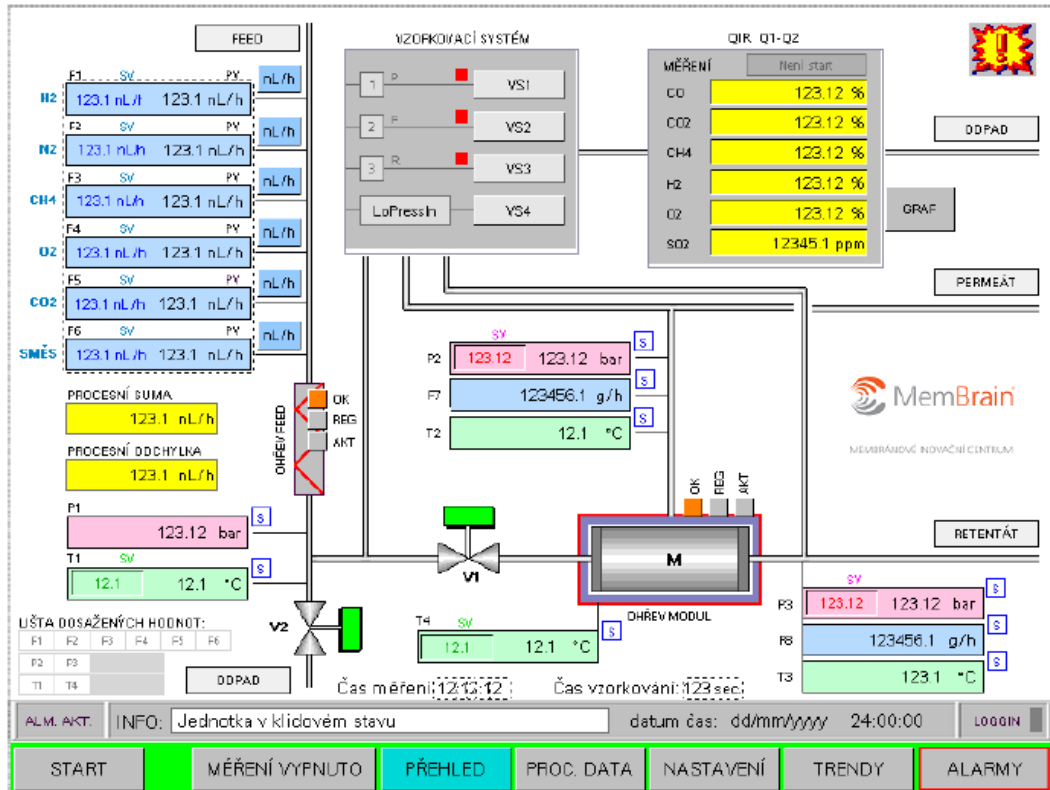 FEED
VZORKOVACÍ SYSTÉM
QIR Q1-Q2
F1 SV PV nL/h
H2 123.1 nL/h 123.1 nL/h
F2 SV PV nL/h
N2 123.1 nL/h 123.1 nL/h
F3 SV PV nL/h
CH4 123.1 nL/h 123.1 nL/h
F4 SV PV nL/h
O2 123.1 nL/h 123.1 nL/h
F5 SV PV nL/h
CO2 123.1 nL/h 123.1 nL/h
F6 SV PV nL/h
SMĚS 123.1 nL/h 123.1 nL/h
1 P VS1
2 F VS2
3 R VS3
LoPressIn VS4
MĚŘENÍ Není start
CO 123.12 %
CO2 123.12 %
CH4 123.12 %
H2 123.12 %
O2 123.12 %
SO2 12345.1 ppm
GRAF
ODPAD
PERMEÁT
PROCESNÍ SUMA
123.1 nL/h
PROCESNÍ ODCHYLKA
123.1 nL/h
OHŘEV FEED
OK
REG
AKT
SV
P2 123.12 123.12 bar S
F7 123456.1 g/h S
T2 12.1 °C S
MemBrain
MEMBRÁNOVÉ INOVAČNÍ CENTRUM
P1
123.12 bar S
T1 SV
12.1 12.1 °C S
V1
OK REG AKT
M
OHŘEV MODUL
RETENTÁT
SV
P3 123.12 123.12 bar S
F8 123456.1 g/h S
T3 123.1 °C S
LIŠTA DOSAŽENÝCH HODNOT:
F1 F2 F3 F4 F5 F6
P2 P3
T1 T4
V2
T4 SV
12.1 12.1 °C S
ODPAD
Čas měření: 12:12:12 Čas vzorkování: 123 sec
ALM. AKT. INFO: Jednotka v klidovém stavu datum čas: dd/mm/yyyy 24:00:00 LOGGIN
START MĚŘENÍ VYPNUTO PŘEHLED PROC. DATA NASTAVENÍ TRENDY ALARMY